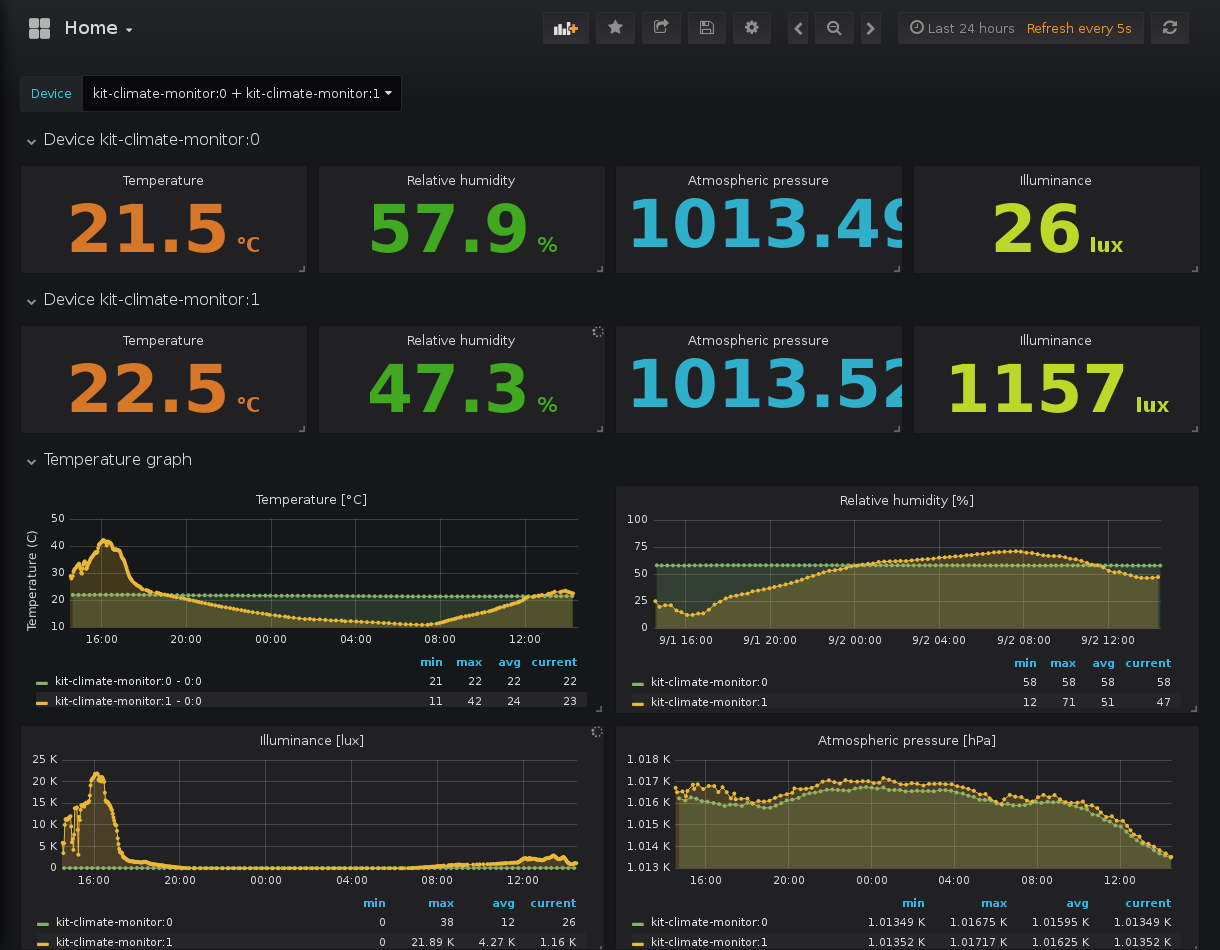 Home
Last 24 hours Refresh every 5s
Device kit-climate-monitor:0 + kit-climate-monitor:1
Device kit-climate-monitor:0
Temperature Relative humidity Atmospheric pressure Illuminance
21.5 °C 57.9 % 1013.49 26 lux
Device kit-climate-monitor:1
Temperature Relative humidity Atmospheric pressure Illuminance
22.5 °C 47.3 % 1013.52 1157 lux
Temperature graph
Temperature [°C]
Temperature (C)
50
40
30
20
10
16:00 20:00 00:00 04:00 08:00 12:00
min max avg current
kit-climate-monitor:0 - 0:0 21 22 22 22
kit-climate-monitor:1 - 0:0 11 42 24 23
Relative humidity [%]
100
75
50
25
0
9/1 16:00 9/1 20:00 9/2 00:00 9/2 04:00 9/2 08:00 9/2 12:00
min max avg current
kit-climate-monitor:0 58 58 58 58
kit-climate-monitor:1 12 71 51 47
Illuminance [lux]
25 K
20 K
15 K
10 K
5 K
0
16:00 20:00 00:00 04:00 08:00 12:00
min max avg current
kit-climate-monitor:0 0 38 12 26
kit-climate-monitor:1 0 21.89 K 4.27 K 1.16 K
Atmospheric pressure [hPa]
1.018 K
1.017 K
1.016 K
1.015 K
1.014 K
1.013 K
16:00 20:00 00:00 04:00 08:00 12:00
min max avg current
kit-climate-monitor:0 1.01349 K 1.01675 K 1.01595 K 1.01349 K
kit-climate-monitor:1 1.01352 K 1.01717 K 1.01625 K 1.01352 K